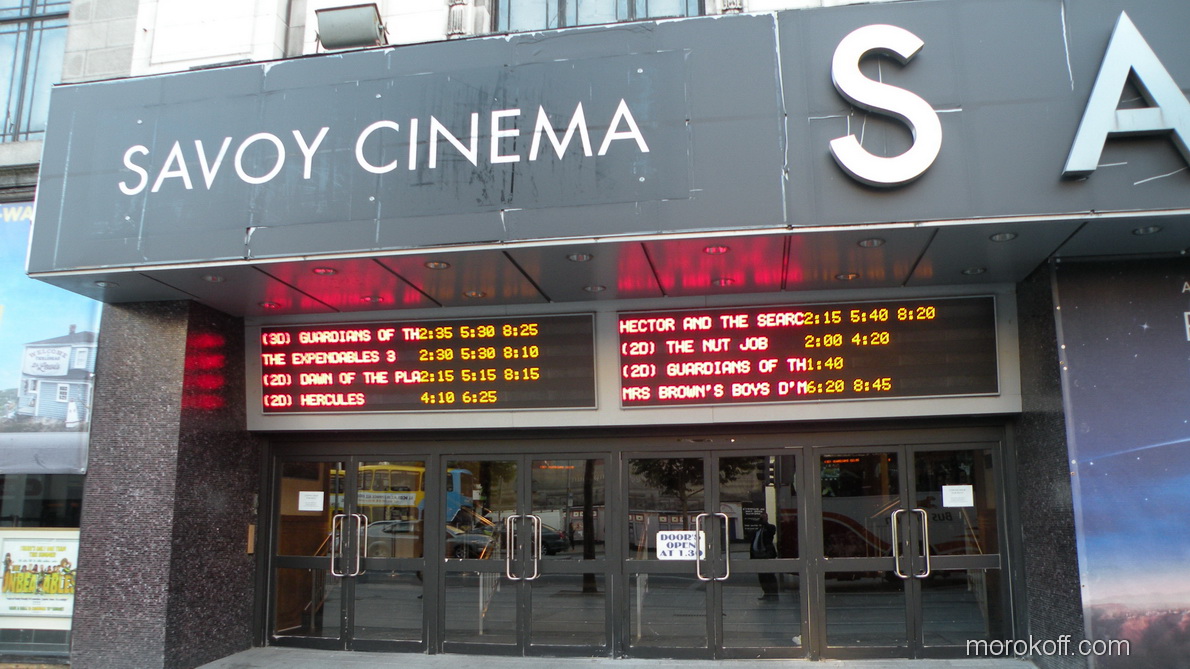 SAVOY CINEMA
S A
(3D) GUARDIANS OF TH2:35 5:30 8:25
THE EXPENDABLES 3 2:30 5:30 8:10
(2D) DAWN OF THE PLA2:15 5:15 8:15
(2D) HERCULES 4:10 6:25
HECTOR AND THE SEARC2:15 5:40 8:20
(2D) THE NUT JOB 2:00 4:20
(2D) GUARDIANS OF TH1:40
MRS BROWN'S BOYS D'M6:20 8:45
DOORS
OPEN
AT 1.30
WELCOME
morokoff.com